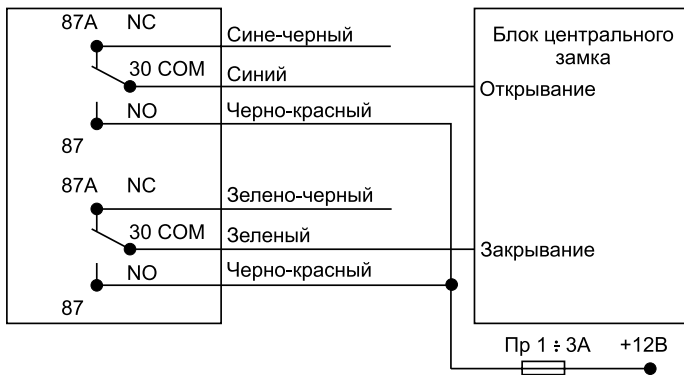 87A NC
Сине-черный
30 COM
Синий
NO
Черно-красный
87
87A NC
Зелено-черный
30 COM
Зеленый
NO
Черно-красный
87
Блок центрального
замка
Открывание
Закрывание
Пр 1 ÷ 3А
+12В